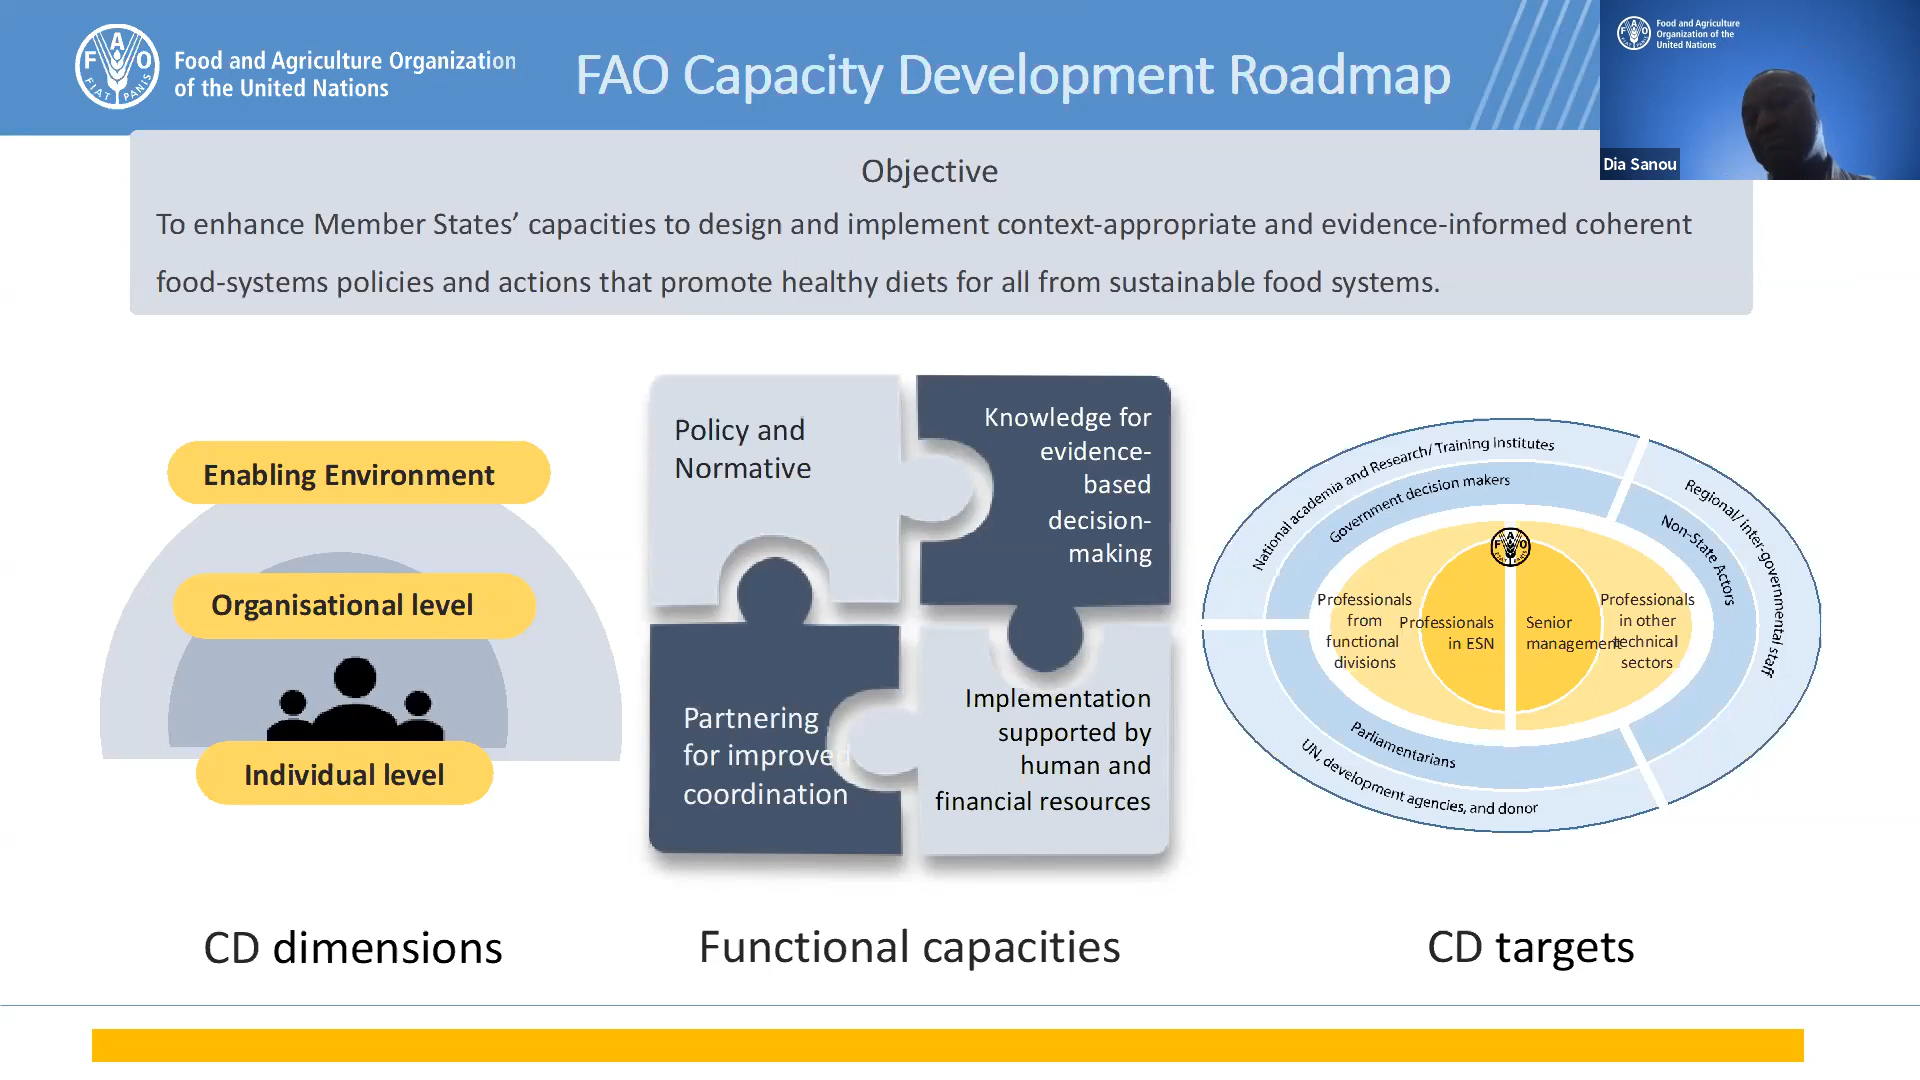 FAO
FIAT PANIS
Food and Agriculture Organization
of the United Nations
FAO Capacity Development Roadmap
Food and Agriculture
Organization of the
United Nations
Dia Sanou
Objective
To enhance Member States’ capacities to design and implement context-appropriate and evidence-informed coherent
food-systems policies and actions that promote healthy diets for all from sustainable food systems.
Enabling Environment
Organisational level
Individual level
CD dimensions
Policy and
Normative
Knowledge for
evidence-
based
decision-
making
Partnering
for improved
coordination
Implementation
supported by
human and
financial resources
Functional capacities
National academia and Research/ Training Institutes
Government decision makers
Regional/ inter-governmental staff
Non-State Actors
FAO
Professionals
from
functional
divisions
Professionals
in ESN
Senior
management
Professionals
in other
technical
sectors
Parliamentarians
UN, development agencies, and donor
CD targets